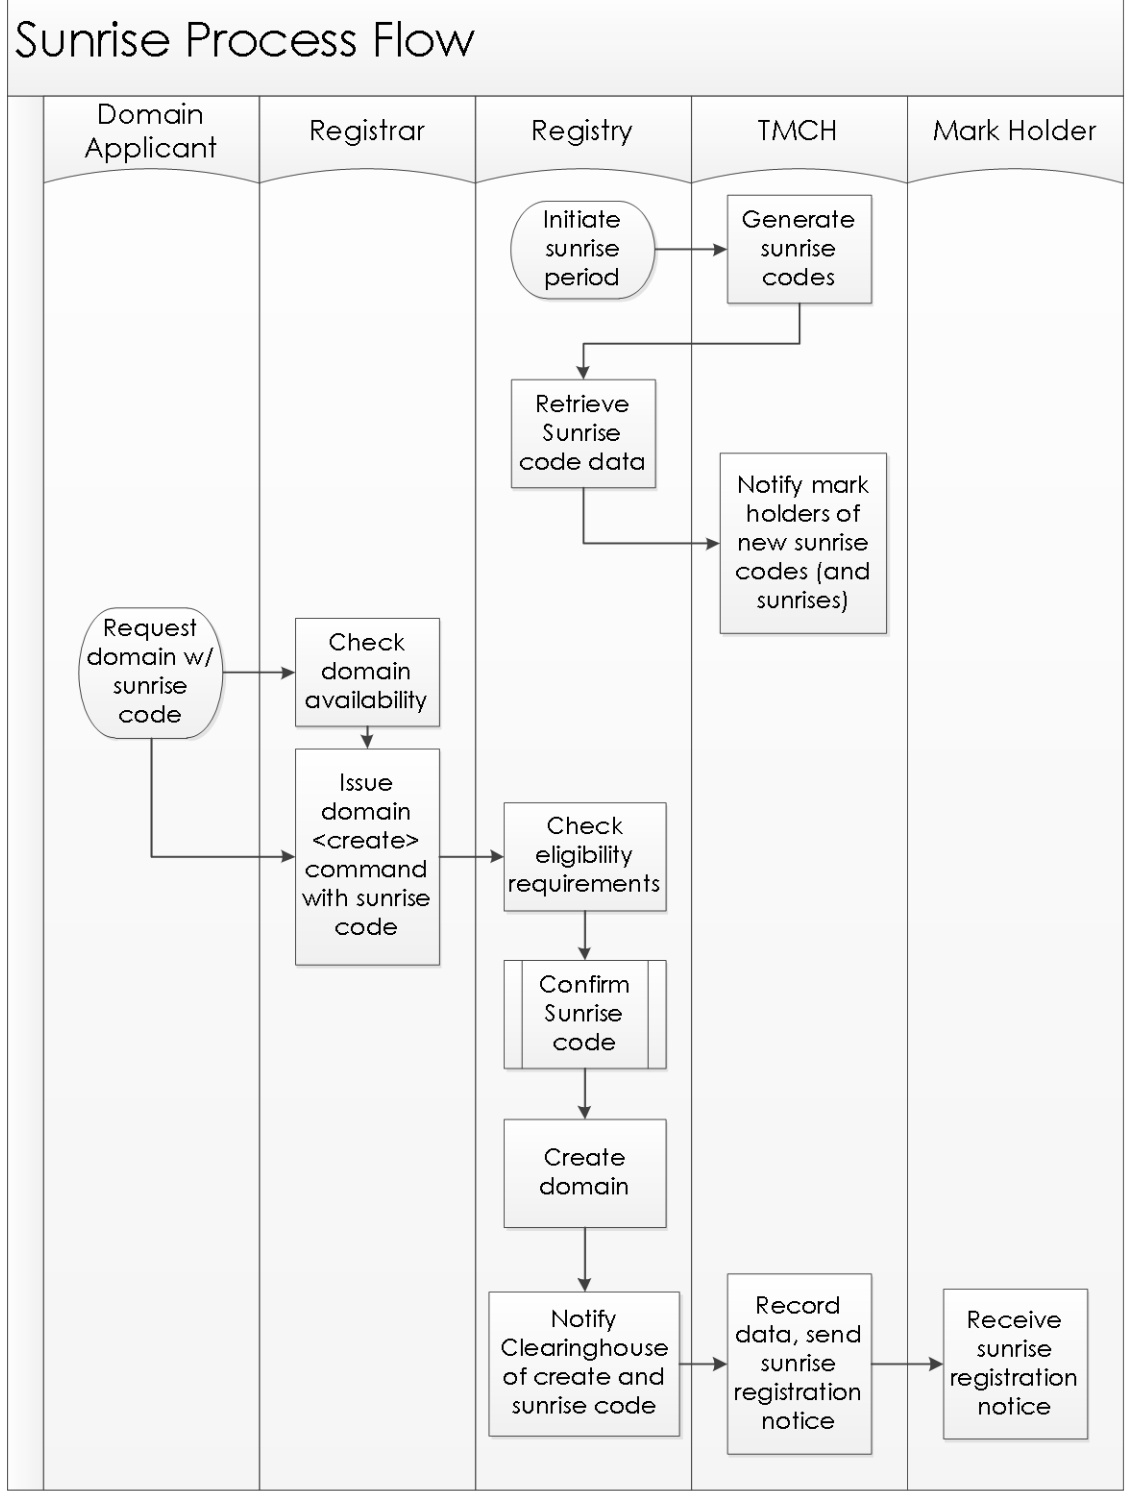 Sunrise Process Flow
Domain
Applicant
Registrar
Registry
TMCH
Mark Holder
Initiate
sunrise
period
Generate
sunrise
codes
Retrieve
Sunrise
code data
Notify mark
holders of
new sunrise
codes (and
sunrises)
Request
domain w/
sunrise
code
Check
domain
availability
Issue
domain
<create>
command
with sunrise
code
Check
eligibility
requirements
Confirm
Sunrise
code
Create
domain
Notify
Clearinghouse
of create and
sunrise code
Record
data, send
sunrise
registration
notice
Receive
sunrise
registration
notice